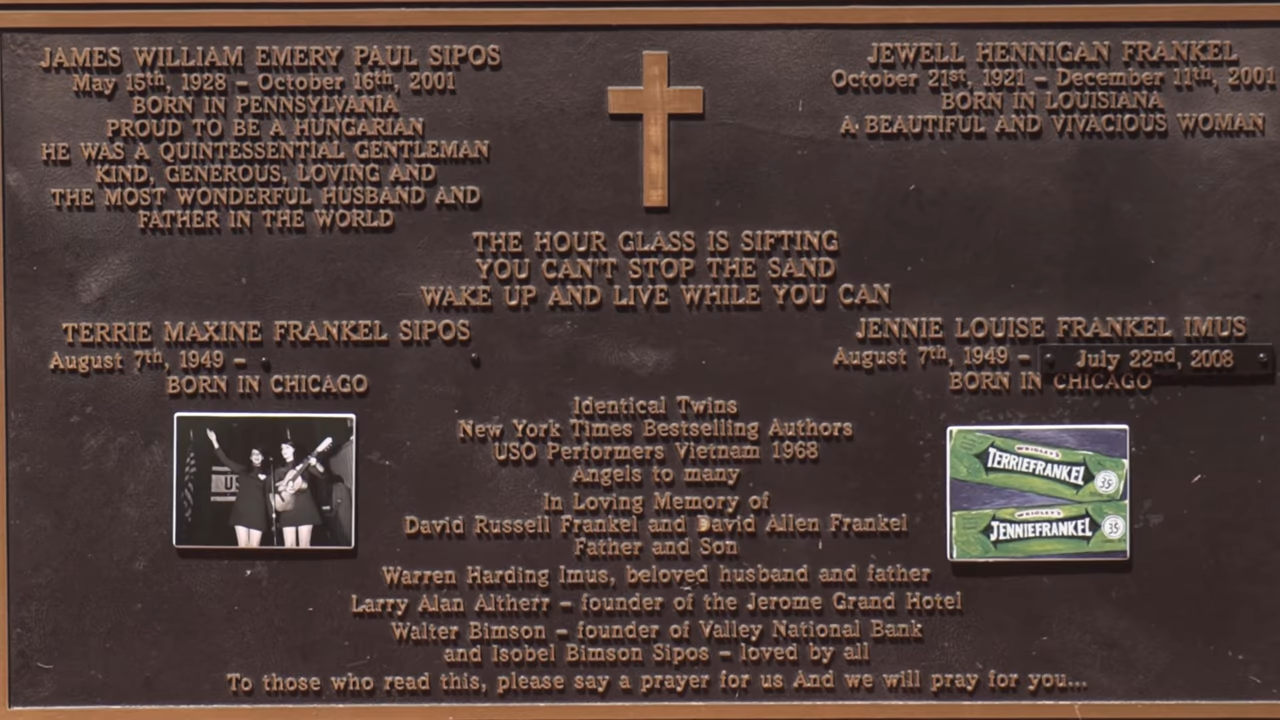 JAMES WILLIAM EMERY PAUL SIPOS
May 15th, 1928 – October 16th, 2001
BORN IN PENNSYLVANIA
PROUD TO BE A HUNGARIAN
HE WAS A QUINTESSENTIAL GENTLEMAN
KIND, GENEROUS, LOVING AND
THE MOST WONDERFUL HUSBAND AND
FATHER IN THE WORLD
JEWELL HENNIGAN FRANKEL
October 21st, 1921 – December 11th, 2001
BORN IN LOUISIANA
A BEAUTIFUL AND VIVACIOUS WOMAN
THE HOUR GLASS IS SIFTING
YOU CAN'T STOP THE SAND
WAKE UP AND LIVE WHILE YOU CAN
TERRIE MAXINE FRANKEL SIPOS
August 7th, 1949 –
BORN IN CHICAGO
JENNIE LOUISE FRANKEL IMUS
August 7th, 1949 – July 22nd, 2008
BORN IN CHICAGO
US
WRIGLEY'S
TERRIEFRANKEL
35
WRIGLEY'S
JENNIEFRANKEL
35
Identical Twins
New York Times Bestselling Authors
USO Performers Vietnam 1968
Angels to many
In Loving Memory of
David Russell Frankel and David Allen Frankel
Father and Son
Warren Harding Imus, beloved husband and father
Larry Alan Altherr – founder of the Jerome Grand Hotel
Walter Bimson – founder of Valley National Bank
and Isobel Bimson Sipos – loved by all
To those who read this, please say a prayer for us And we will pray for you...